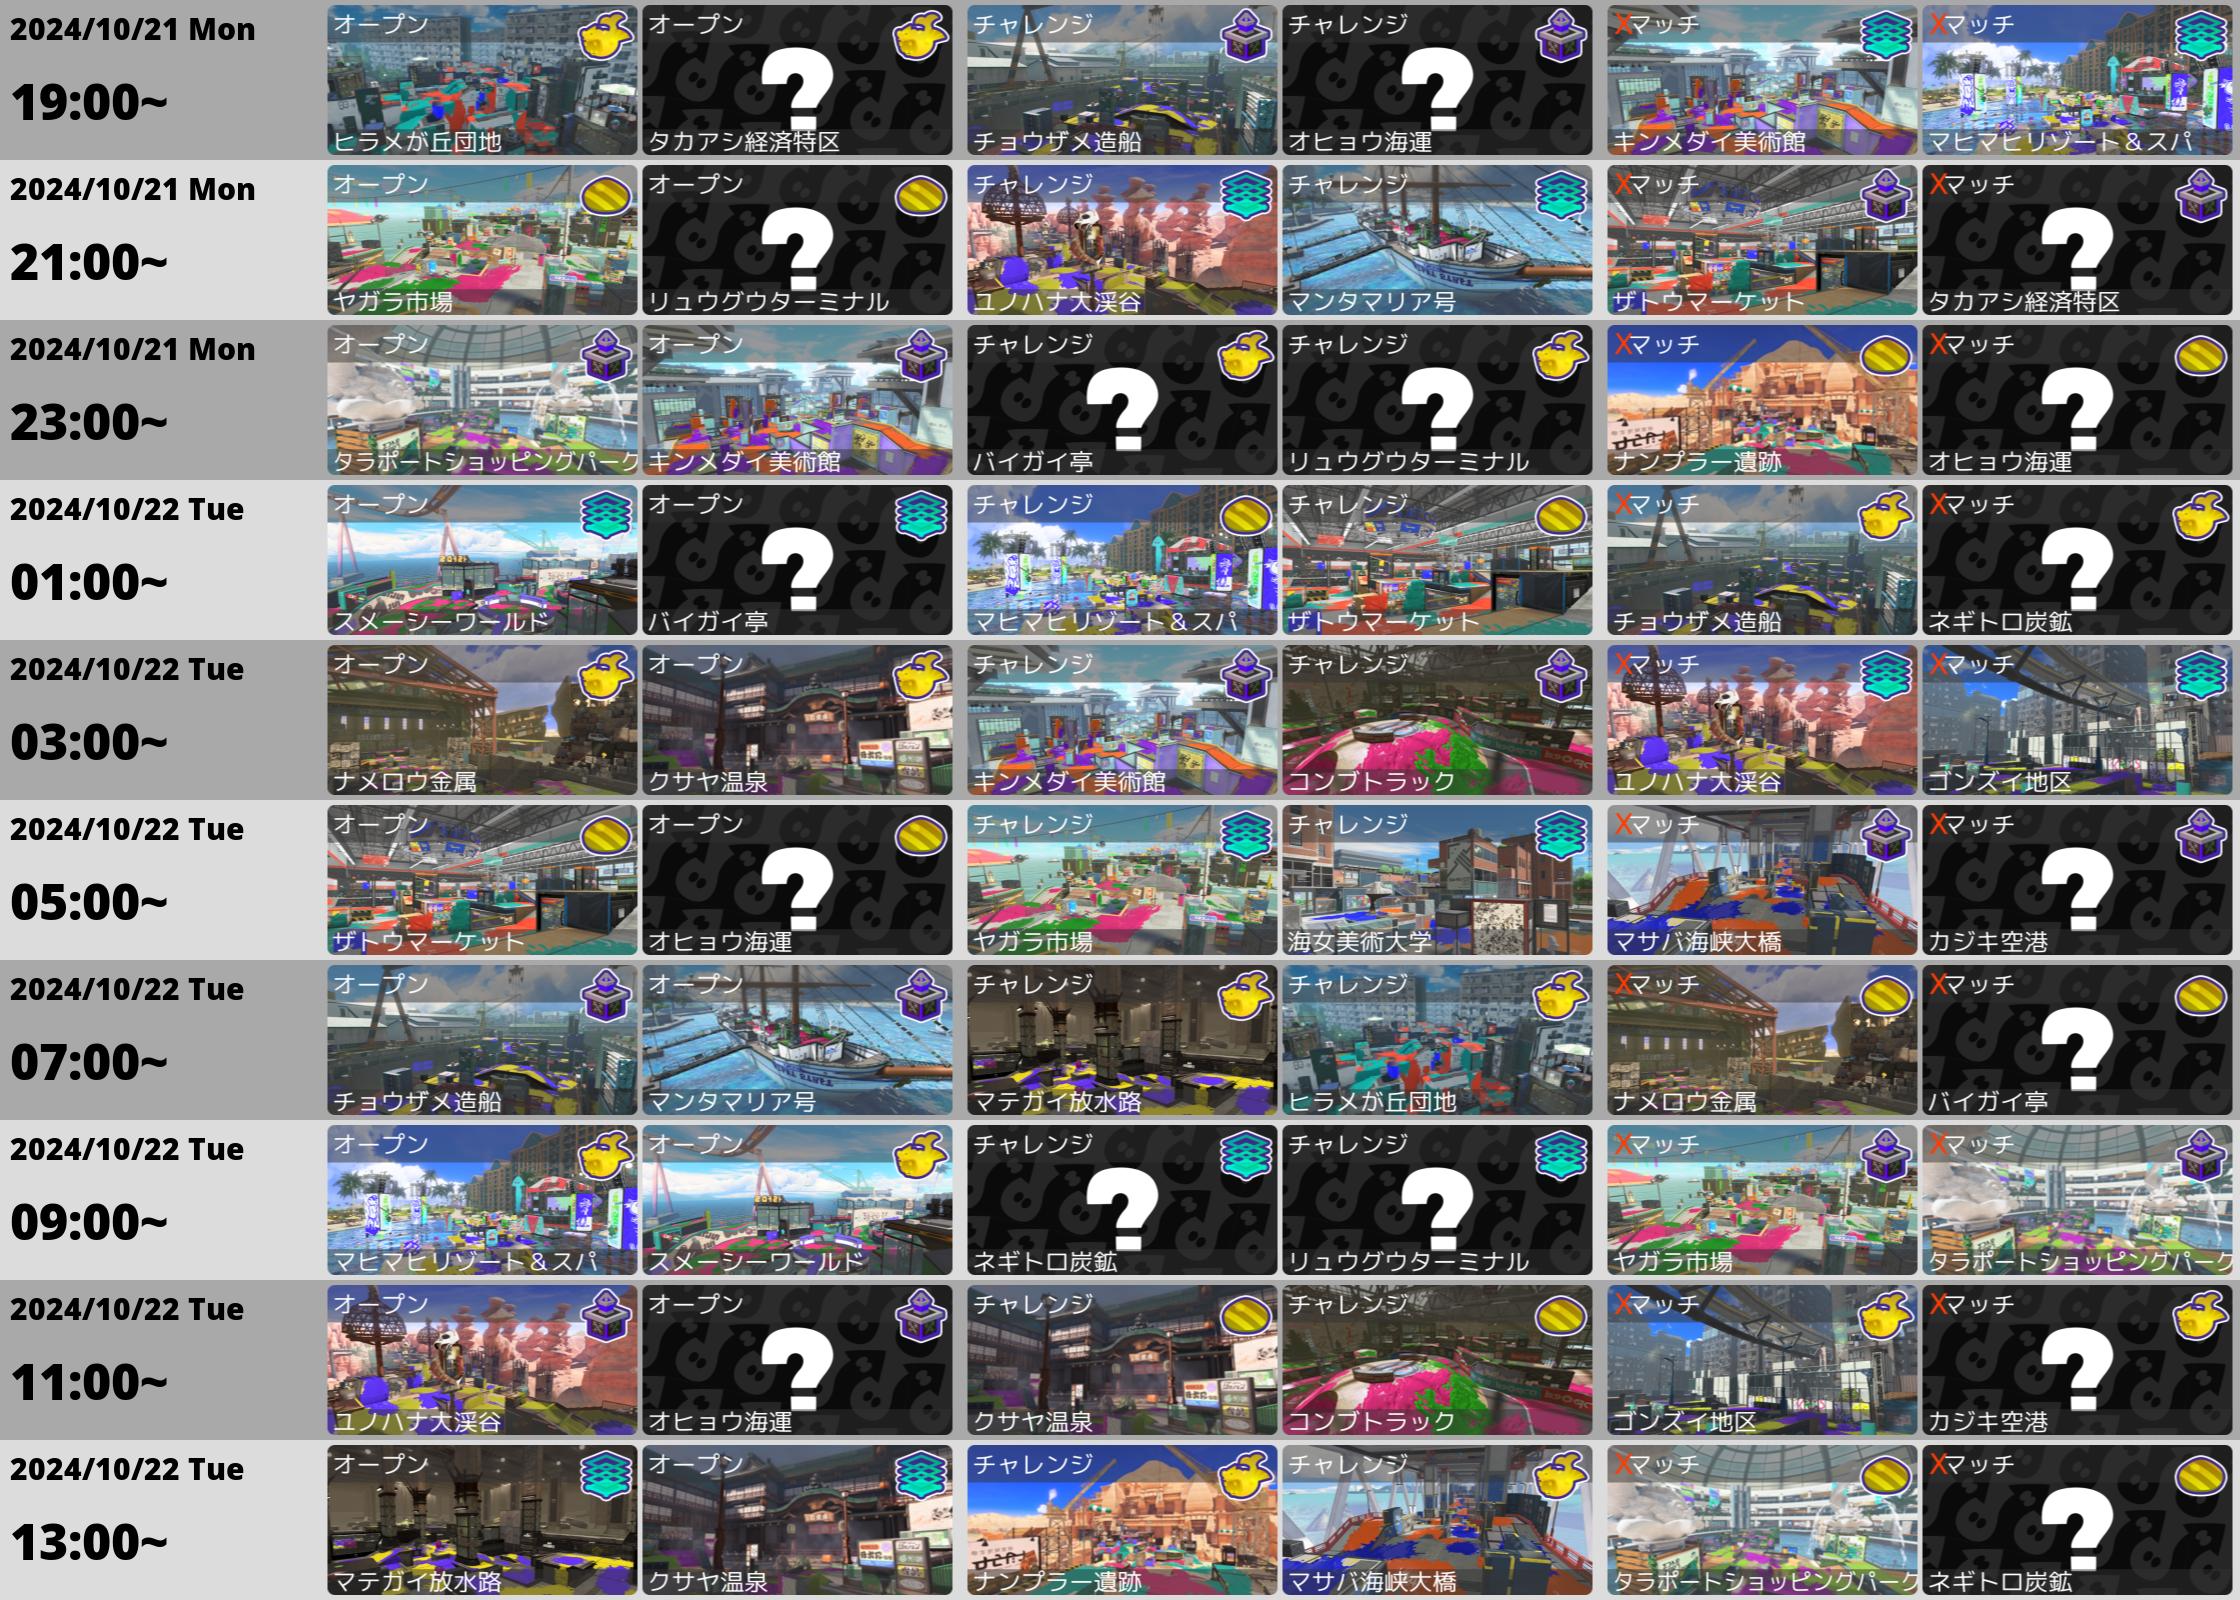 2024/10/21 Mon
19:00~
オープン
ヒラメが丘団地
オープン
タカアシ経済特区
チャレンジ
チョウザメ造船
チャレンジ
オヒョウ海運
Xマッチ
キンメダイ美術館
Xマッチ
マヒマヒリゾート＆スパ
2024/10/21 Mon
21:00~
オープン
ヤガラ市場
オープン
リュウグウターミナル
チャレンジ
ユノハナ大渓谷
チャレンジ
マンタマリア号
Xマッチ
ザトウマーケット
Xマッチ
タカアシ経済特区
2024/10/21 Mon
23:00~
オープン
タラポートショッピングパーク
オープン
キンメダイ美術館
チャレンジ
バイガイ亭
チャレンジ
リュウグウターミナル
Xマッチ
ナンプラー遺跡
Xマッチ
オヒョウ海運
2024/10/22 Tue
01:00~
オープン
スメーシーワールド
オープン
バイガイ亭
チャレンジ
マヒマヒリゾート＆スパ
チャレンジ
ザトウマーケット
Xマッチ
チョウザメ造船
Xマッチ
ネギトロ炭鉱
2024/10/22 Tue
03:00~
オープン
ナメロウ金属
オープン
クサヤ温泉
チャレンジ
キンメダイ美術館
チャレンジ
コンブトラック
Xマッチ
ユノハナ大渓谷
Xマッチ
ゴンズイ地区
2024/10/22 Tue
05:00~
オープン
ザトウマーケット
オープン
オヒョウ海運
チャレンジ
ヤガラ市場
チャレンジ
海女美術大学
Xマッチ
マサバ海峡大橋
Xマッチ
カジキ空港
2024/10/22 Tue
07:00~
オープン
チョウザメ造船
オープン
マンタマリア号
チャレンジ
マテガイ放水路
チャレンジ
ヒラメが丘団地
Xマッチ
ナメロウ金属
Xマッチ
バイガイ亭
2024/10/22 Tue
09:00~
オープン
マヒマヒリゾート＆スパ
オープン
スメーシーワールド
チャレンジ
ネギトロ炭鉱
チャレンジ
リュウグウターミナル
Xマッチ
ヤガラ市場
Xマッチ
タラポートショッピングパーク
2024/10/22 Tue
11:00~
オープン
ユノハナ大渓谷
オープン
オヒョウ海運
チャレンジ
クサヤ温泉
チャレンジ
コンブトラック
Xマッチ
ゴンズイ地区
Xマッチ
カジキ空港
2024/10/22 Tue
13:00~
オープン
マテガイ放水路
オープン
クサヤ温泉
チャレンジ
ナンプラー遺跡
チャレンジ
マサバ海峡大橋
Xマッチ
タラポートショッピングパーク
Xマッチ
ネギトロ炭鉱